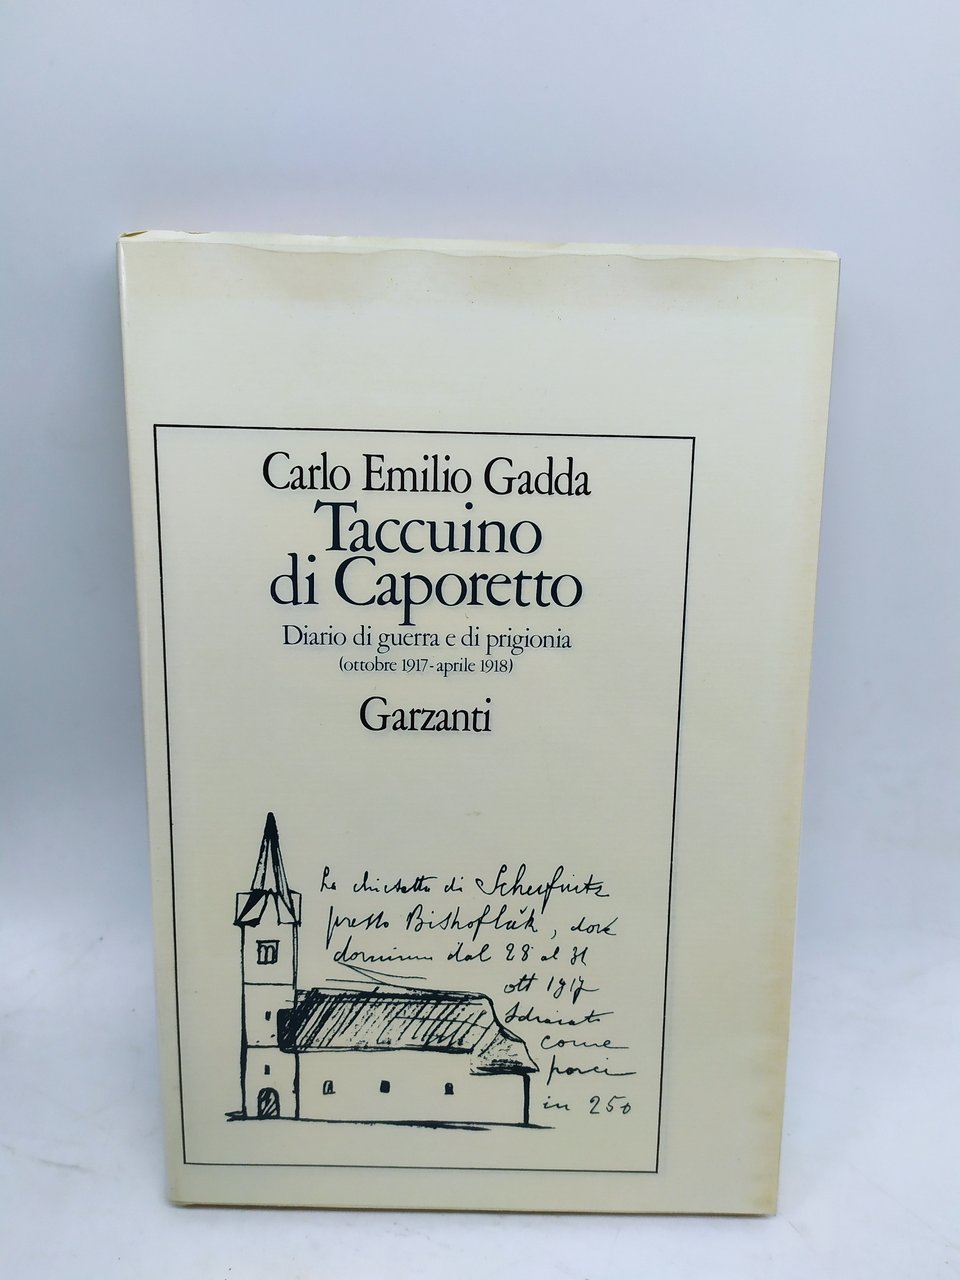 Carlo Emilio Gadda
Taccuino
di Caporetto
Diario di guerra e di prigionia
(ottobre 1917-aprile 1918)
Garzanti
La chiesetta di
presso Bishoflák, dove
dormimmo dal 28 al 31
ott 1917
Sdraiati
come
porci
in 250